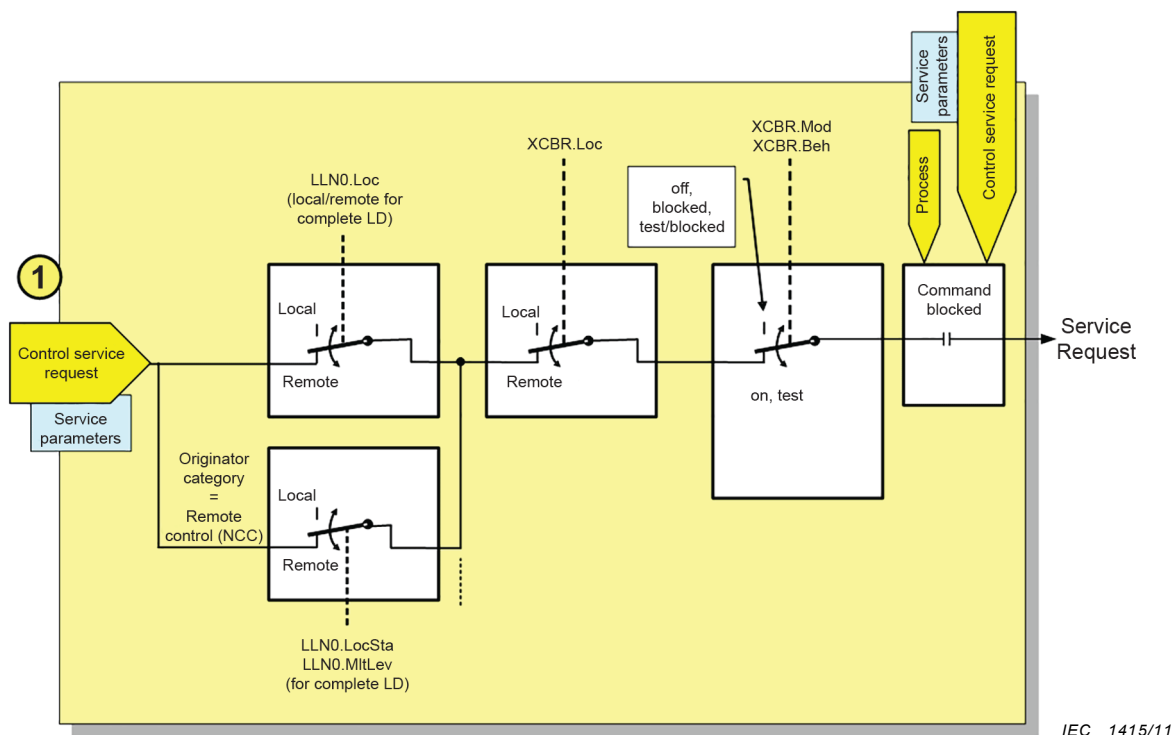 Service
parameters
Control service request
Process
XCBR.Mod
XCBR.Beh
XCBR.Loc
LLN0.Loc
(local/remote for
complete LD)
off,
blocked,
test/blocked
1
Control service
request
Service
parameters
Local
Remote
Local
Remote
on, test
Command
blocked
Service
Request
Originator
category
=
Remote
control (NCC)
Local
Remote
LLN0.LocSta
LLN0.MltLev
(for complete LD)
IEC 1415/11